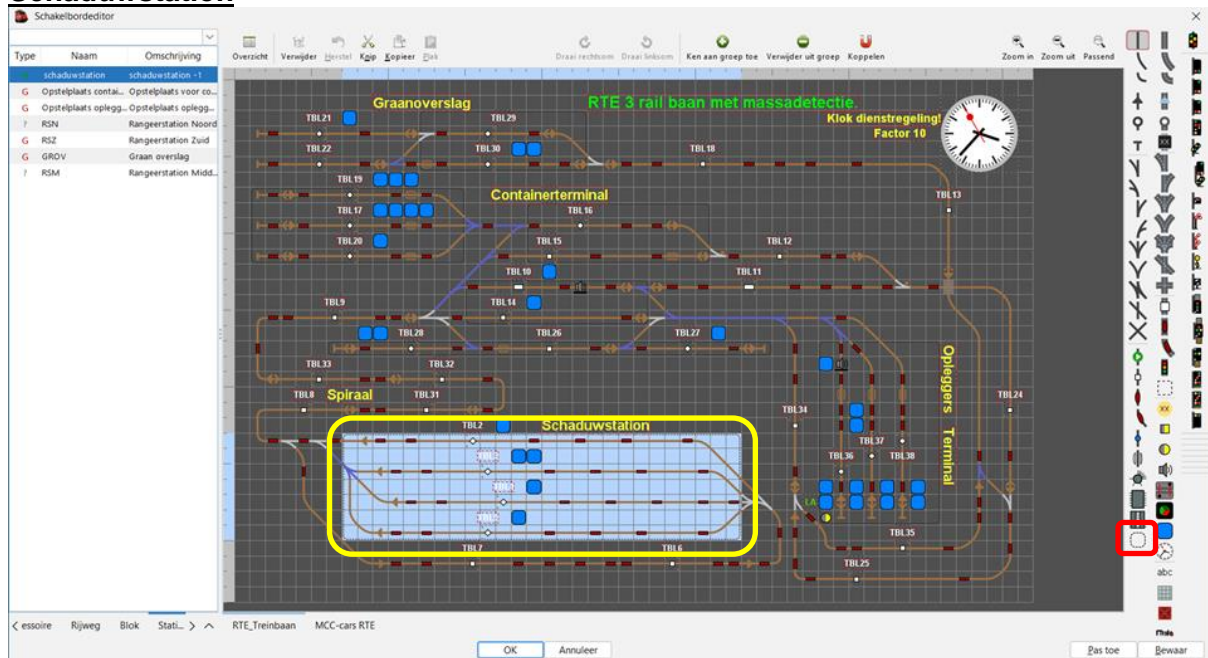 Schaduwstation
Schakelbordeditor
Type Naam Omschrijving
schaduwstation schaduwstation -1
G Opstelplaats contai... Opstelplaats voor co...
G Opstelplaats oplegg... Opstelplaats oplegg...
? RSN Rangeerstation Noord
G RSZ Rangeerstation Zuid
G GROV Graan overslag
? RSM Rangeerstation Midd...
Overzicht Verwijder Herstel Knip Kopieer Plak Draai rechtsom Draai linksom Ken aan groep toe Verwijder uit groep Koppelen Zoom in Zoom uit Passend
Graanoverslag RTE 3 rail baan met massadetectie.
Klok dienstregeling!
Factor 10
TBL21 TBL29
TBL22 TBL30 TBL18
TBL19
Containerterminal TBL13
TBL17 TBL16
TBL20 TBL15 TBL12
TBL10 TBL11
TBL9 TBL14
TBL28 TBL26 TBL27
TBL33 TBL32
Opleggers Terminal
TBL8 Spiraal TBL31 TBL24
TBL34
TBL2 Schaduwstation
TBL37
TBL36 TBL38
LA
TBL35
TBL7 TBL6
TBL25
T
XX
abc
essoire Rijweg Blok Stati... RTE_Treinbaan MCC-cars RTE
OK Annuleer Pas toe Bewaar